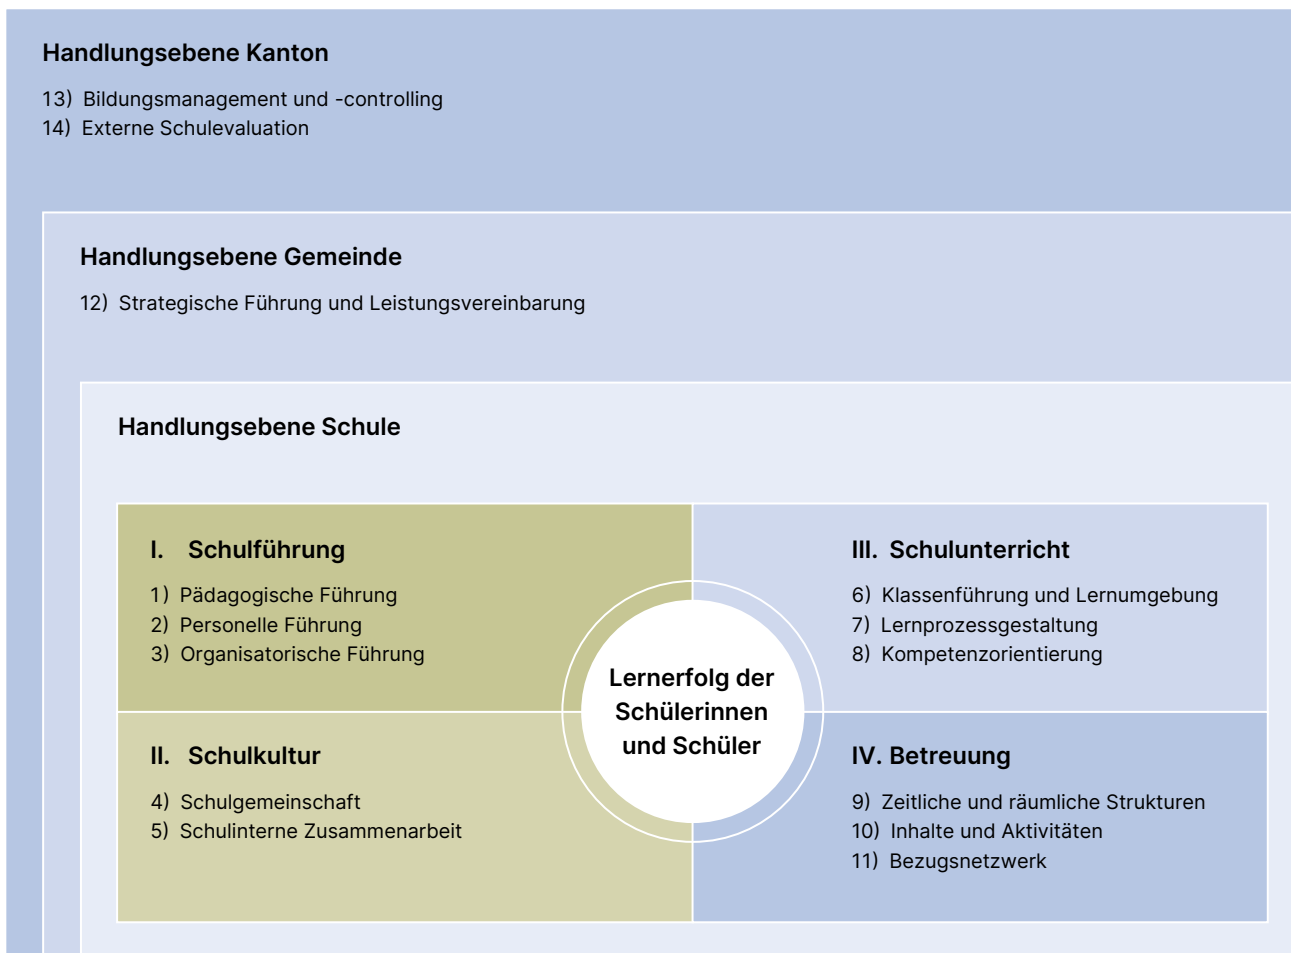 Handlungsebene Kanton
13) Bildungsmanagement und -controlling
14) Externe Schulevaluation
Handlungsebene Gemeinde
12) Strategische Führung und Leistungsvereinbarung
Handlungsebene Schule
I. Schulführung
1) Pädagogische Führung
2) Personelle Führung
3) Organisatorische Führung
II. Schulkultur
4) Schulgemeinschaft
5) Schulinterne Zusammenarbeit
Lernerfolg der
Schülerinnen
und Schüler
III. Schulunterricht
6) Klassenführung und Lernumgebung
7) Lernprozessgestaltung
8) Kompetenzorientierung
IV. Betreuung
9) Zeitliche und räumliche Strukturen
10) Inhalte und Aktivitäten
11) Bezugsnetzwerk